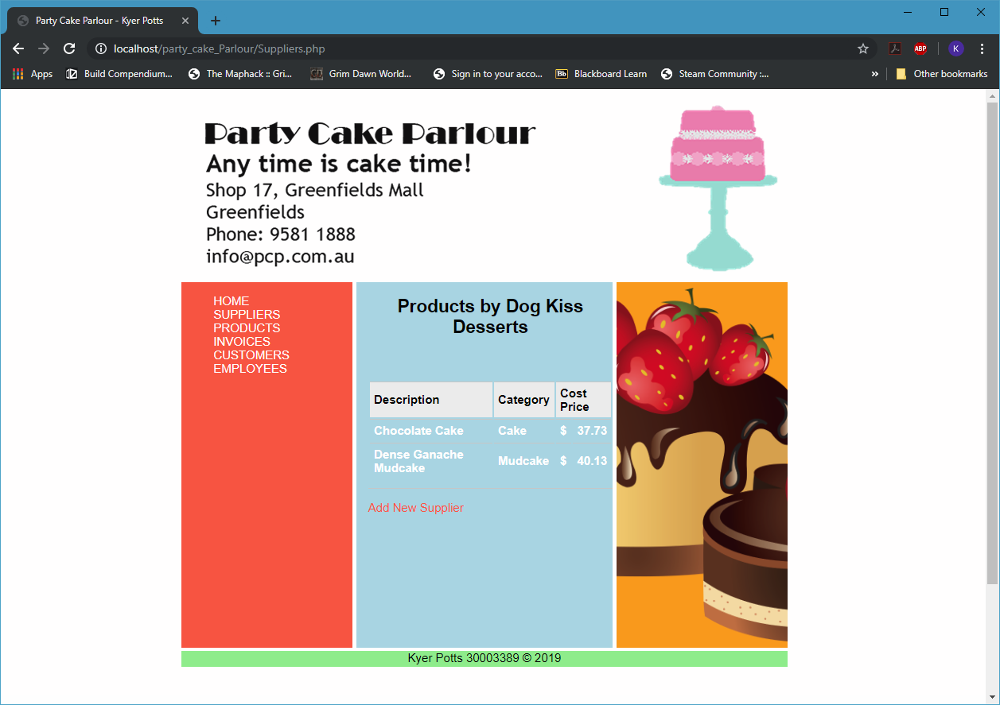 Party Cake Parlour - Kyer Potts
localhost/party_cake_Parlour/Suppliers.php
ABP
K
Apps
Build Compendium...
The Maphack :: Gri...
GD
Grim Dawn World...
Sign in to your acco...
Bb
Blackboard Learn
Steam Community :...
»
Other bookmarks
Party Cake Parlour
Any time is cake time!
Shop 17, Greenfields Mall
Greenfields
Phone: 9581 1888
info@pcp.com.au
HOME
SUPPLIERS
PRODUCTS
INVOICES
CUSTOMERS
EMPLOYEES
Products by Dog Kiss
Desserts
Description Category Cost Price
Chocolate Cake Cake $ 37.73
Dense Ganache Mudcake Mudcake $ 40.13
Add New Supplier
Kyer Potts 30003389 © 2019